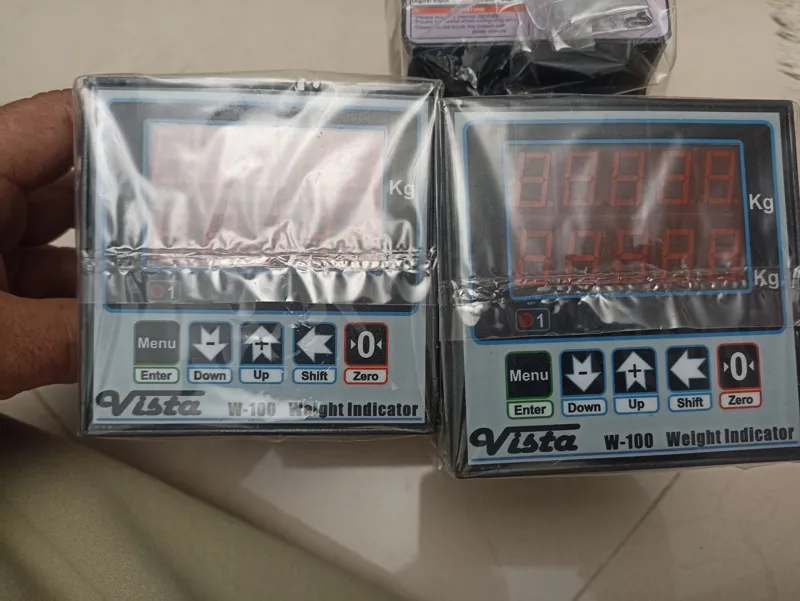 Kg
1
Menu
Enter Down Up Shift
0
Zero
Vista W-100 Weight Indicator
Kg
Kg
1
Menu
Enter Down Up Shift
0
Zero
Vista W-100 Weight Indicator